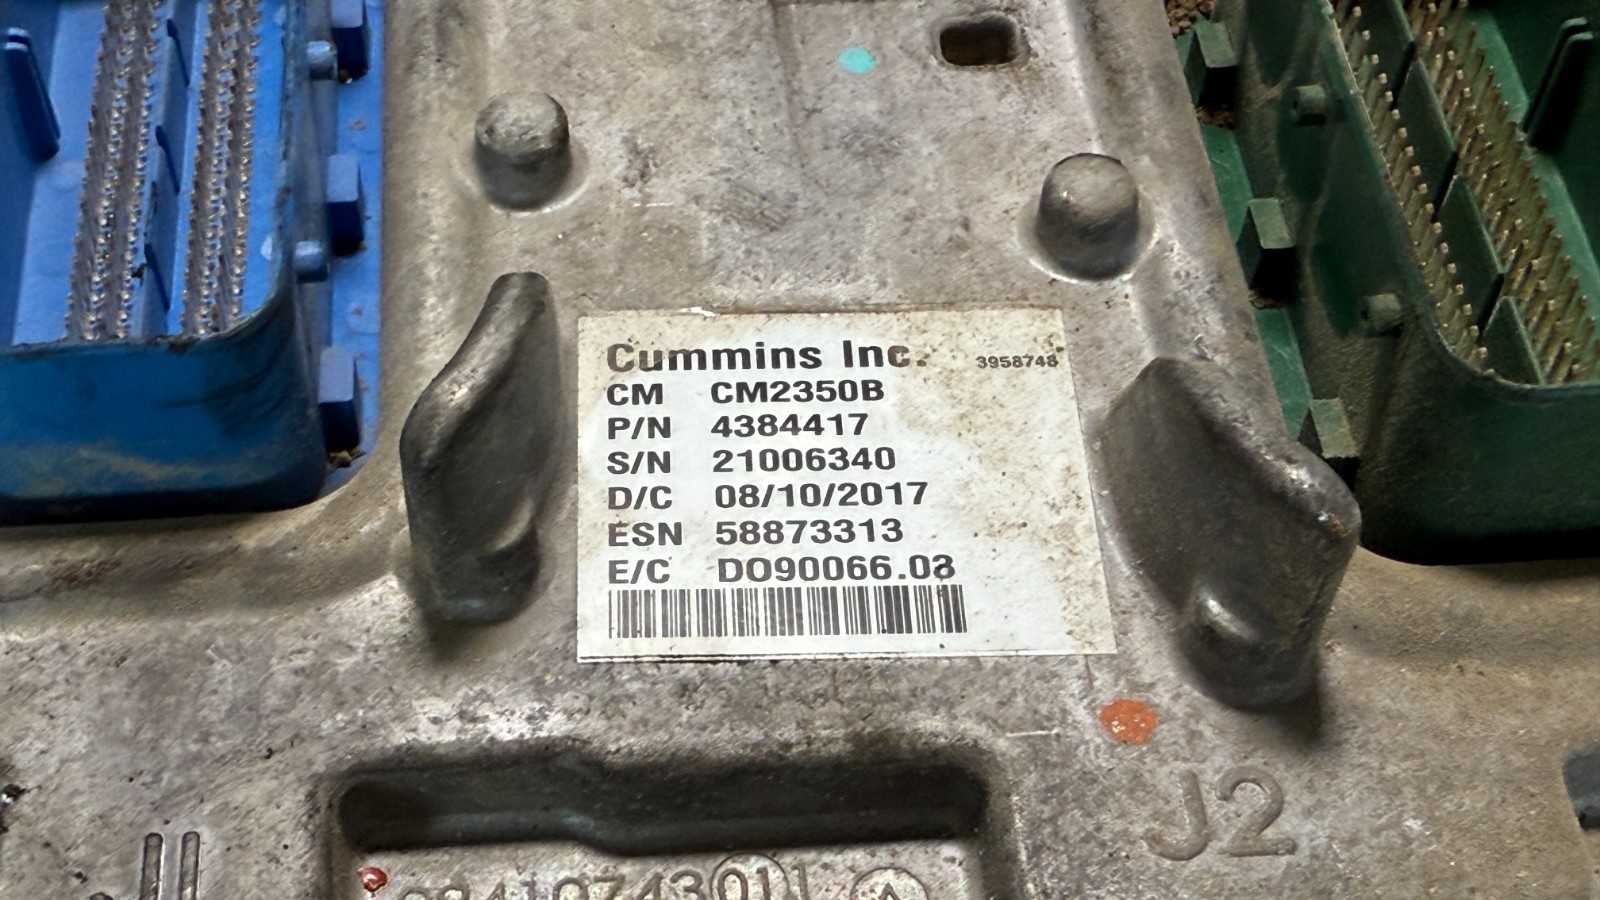 Cummins Inc. 3958748
CM CM2350B
P/N 4384417
S/N 21006340
D/C 08/10/2017
ESN 58873313
E/C DO90066.03
J2